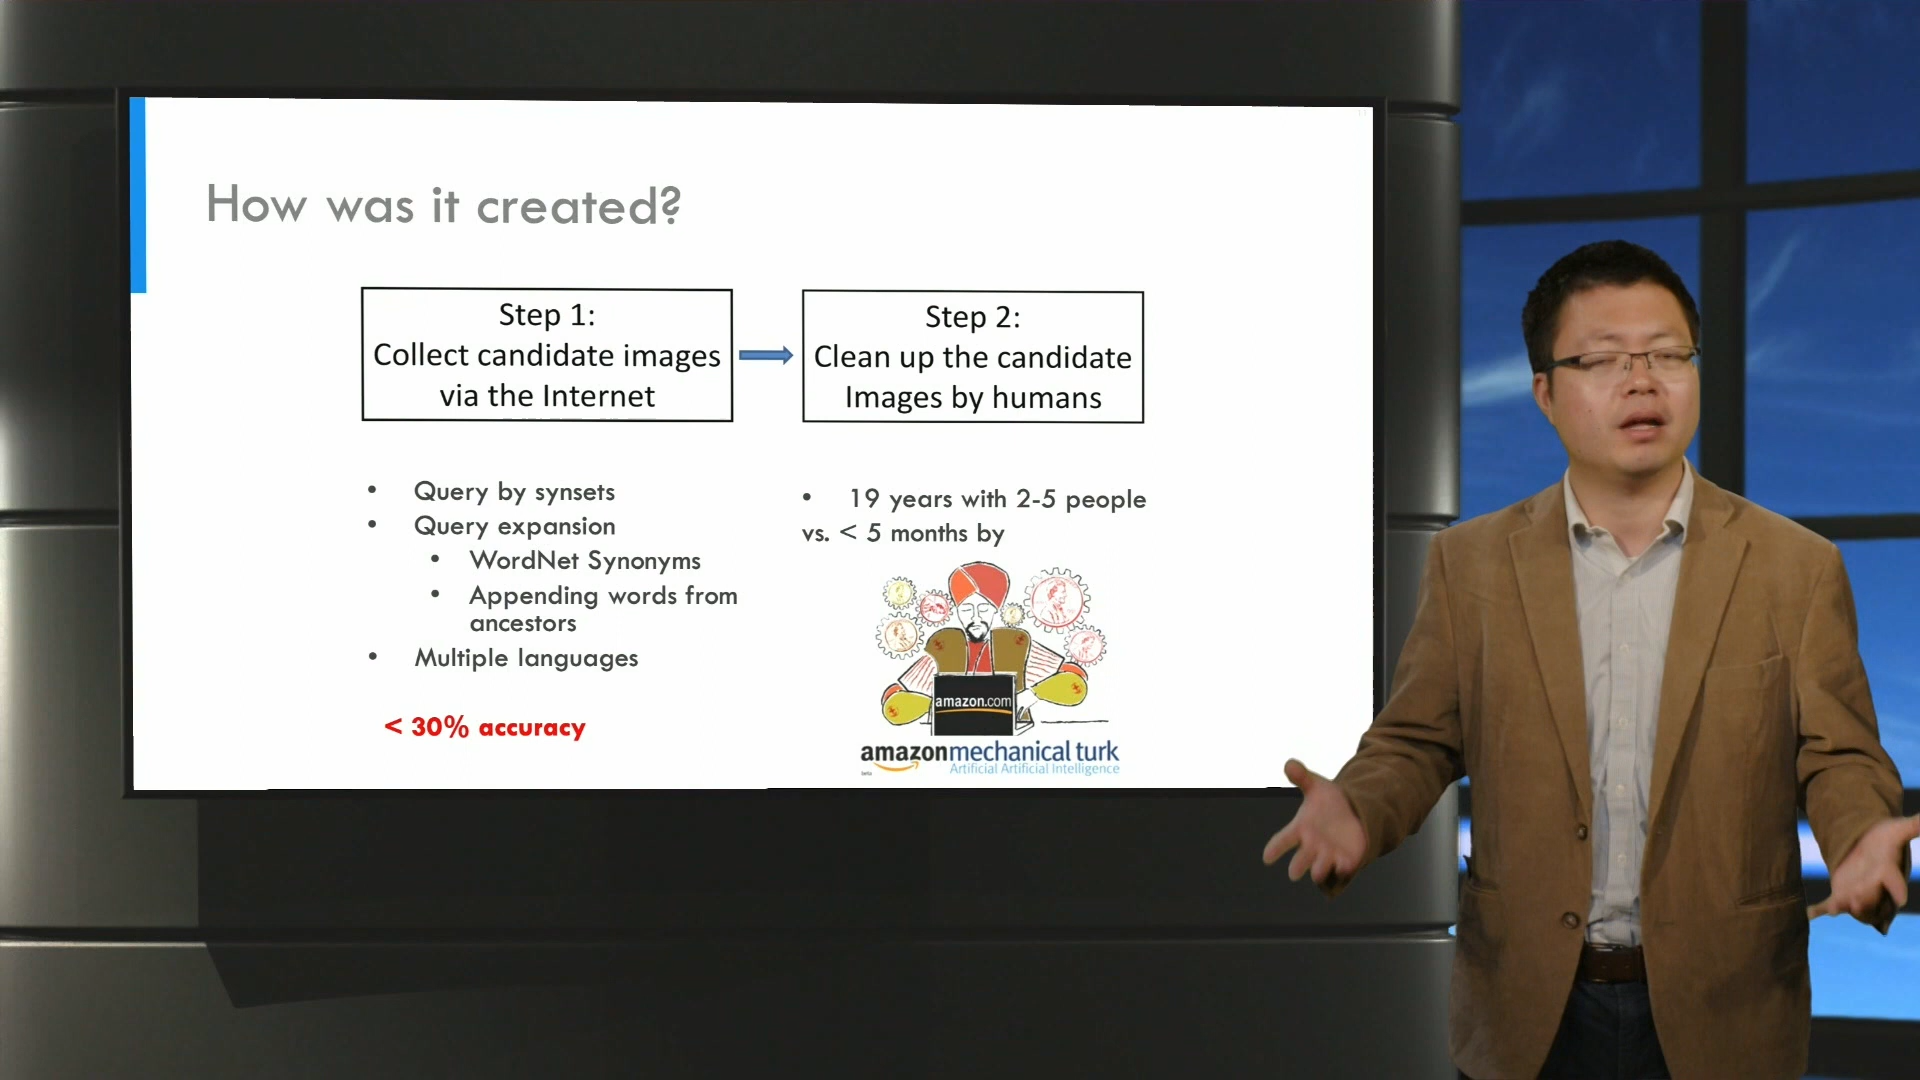 How was it created?
Step 1:
Collect candidate images
via the Internet
Step 2:
Clean up the candidate
Images by humans
• Query by synsets
• Query expansion
• WordNet Synonyms
• Appending words from
ancestors
• Multiple languages
< 30% accuracy
• 19 years with 2-5 people
vs. < 5 months by
amazon.com
amazonmechanical turk
beta
Artificial Artificial Intelligence